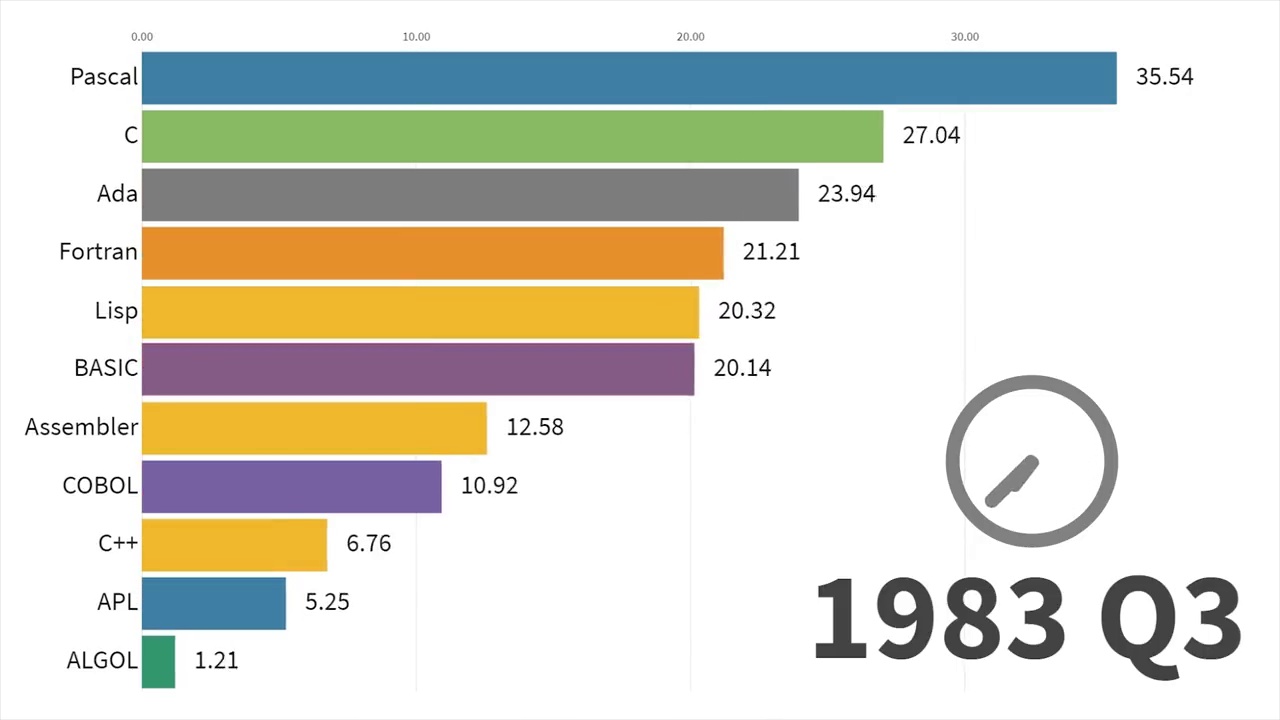 0.00 10.00 20.00 30.00
Pascal 35.54
C 27.04
Ada 23.94
Fortran 21.21
Lisp 20.32
BASIC 20.14
Assembler 12.58
COBOL 10.92
C++ 6.76
APL 5.25
ALGOL 1.21
1983 Q3